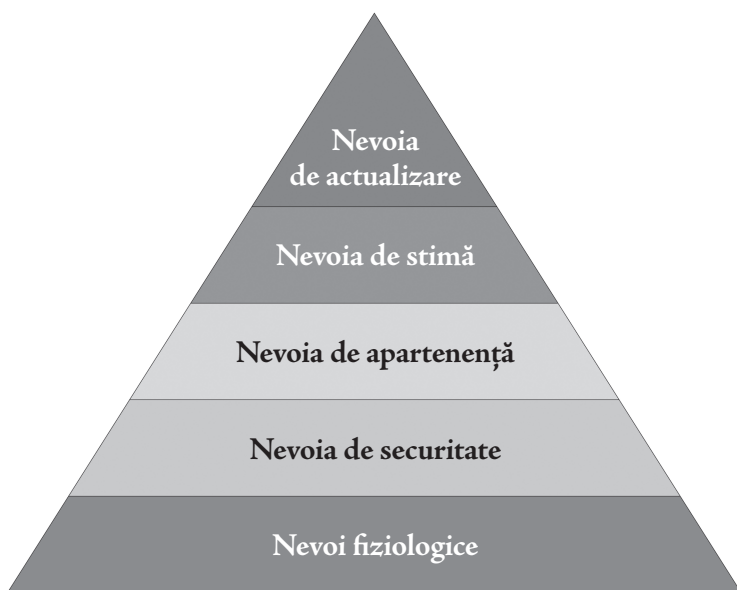 Nevoia
de actualizare
Nevoia de stimă
Nevoia de apartenență
Nevoia de securitate
Nevoi fiziologice